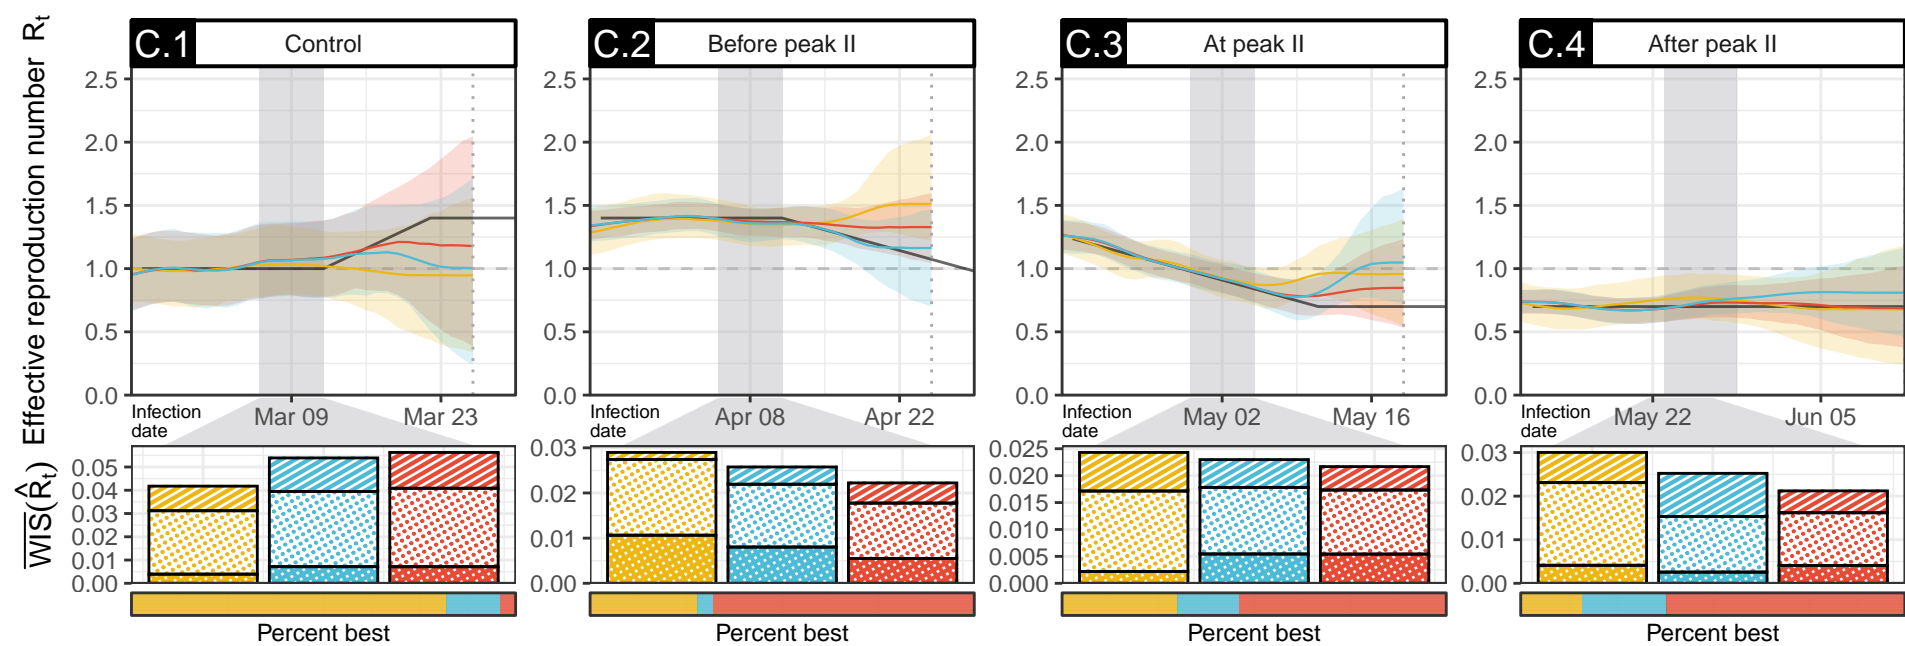 C.1 Control
C.2 Before peak II
C.3 At peak II
C.4 After peak II
Effective reproduction number Rt
2.5
2.0
1.5
1.0
0.5
0.0
2.5
2.0
1.5
1.0
0.5
0.0
2.5
2.0
1.5
1.0
0.5
0.0
2.5
2.0
1.5
1.0
0.5
0.0
Infection
date
Mar 09
Mar 23
Infection
date
Apr 08
Apr 22
Infection
date
May 02
May 16
Infection
date
May 22
Jun 05
WIS(R̂t)
0.05
0.04
0.03
0.02
0.01
0.00
0.03
0.02
0.01
0.00
0.025
0.020
0.015
0.010
0.005
0.000
0.03
0.02
0.01
0.00
Percent best
Percent best
Percent best
Percent best